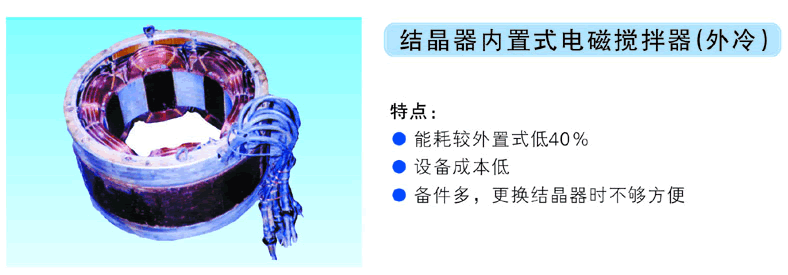 结晶器内置式电磁搅拌器(外冷)
特点：
能耗较外置式低40%
设备成本低
备件多，更换结晶器时不够方便